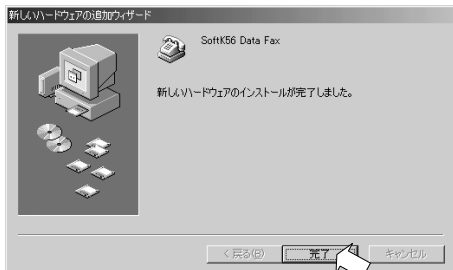 新しいハードウェアの追加ウィザード
SoftK56 Data Fax
新しいハードウェアのインストールが完了しました。
< 戻る(B)
完了
キャンセル